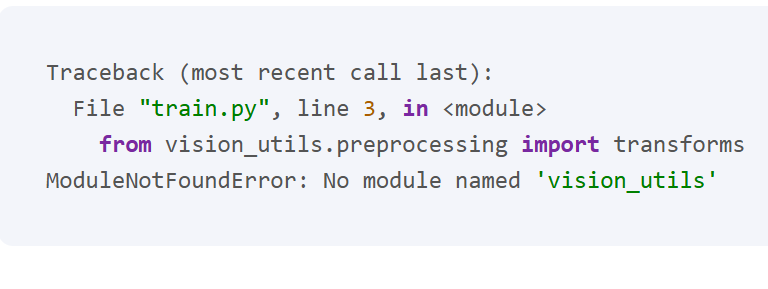 Traceback (most recent call last):
  File "train.py", line 3, in <module>
    from vision_utils.preprocessing import transforms
ModuleNotFoundError: No module named 'vision_utils'